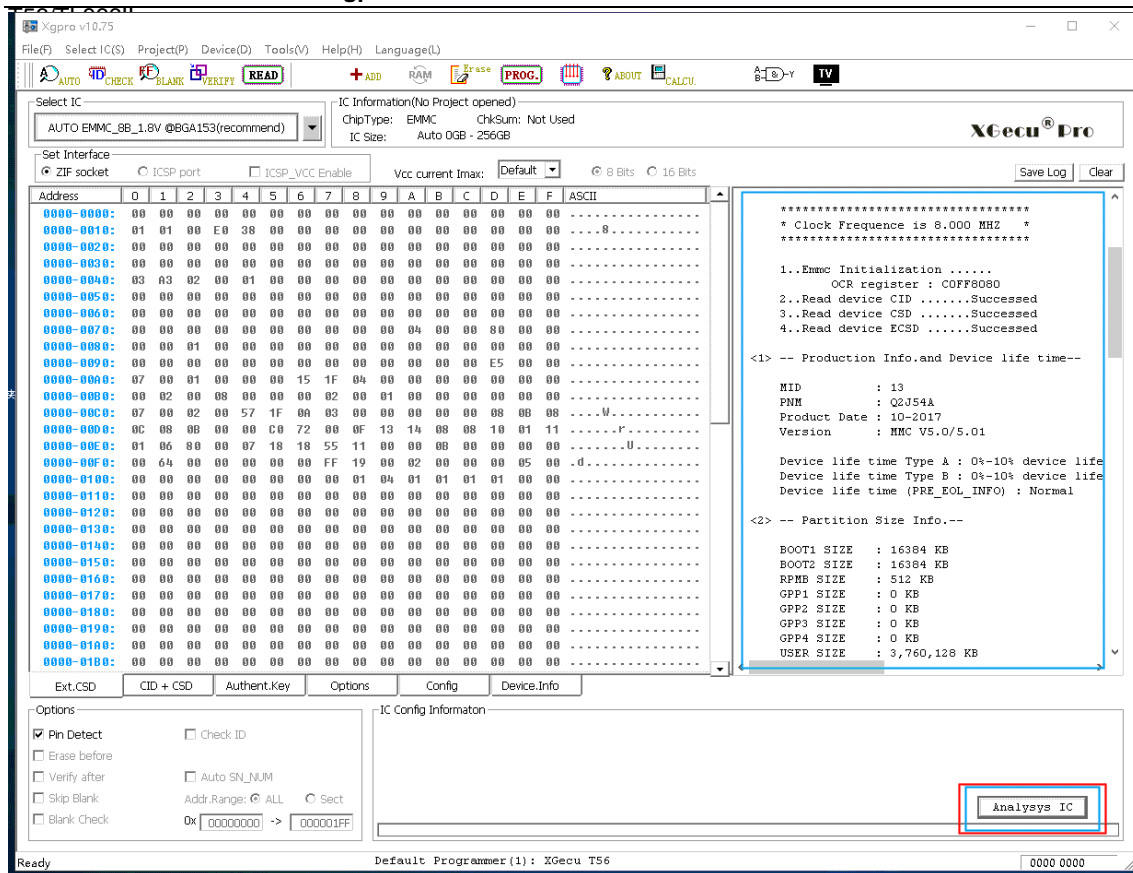 Xgpro v10.75
File(F) Select IC(S) Project(P) Device(D) Tools(V) Help(H) Language(L)
AUTO CHECK BLANK VERIFY READ ADD RAM Erase PROG. ABOUT CALCU. TV
Select IC
AUTO EMMC_8B_1.8V @BGA153(recommend)
IC Information(No Project opened)
ChipType: EMMC ChkSum: Not Used
IC Size: Auto 0GB - 256GB
XGecu® Pro
Set Interface
ZIF socket ICSP port ICSP_VCC Enable Vcc current Imax: Default 8 Bits 16 Bits
Save Log Clear
Address 0 1 2 3 4 5 6 7 8 9 A B C D E F ASCII
0000-0000: 00 00 00 00 00 00 00 00 00 00 00 00 00 00 00 00 ................
0000-0010: 01 01 00 E0 38 00 00 00 00 00 00 00 00 00 00 00 ....8...........
0000-0020: 00 00 00 00 00 00 00 00 00 00 00 00 00 00 00 00 ................
0000-0030: 00 00 00 00 00 00 00 00 00 00 00 00 00 00 00 00 ................
0000-0040: 03 A3 02 00 01 00 00 00 00 00 00 00 00 00 00 00 ................
0000-0050: 00 00 00 00 00 00 00 00 00 00 00 00 00 00 00 00 ................
0000-0060: 00 00 00 00 00 00 00 00 00 00 00 00 00 00 00 00 ................
0000-0070: 00 00 00 00 00 00 00 00 00 00 04 00 00 80 00 00 ................
0000-0080: 00 00 01 00 00 00 00 00 00 00 00 00 00 00 00 00 ................
0000-0090: 00 00 00 00 00 00 00 00 00 00 00 00 00 E5 00 00 ................
0000-00A0: 07 00 01 00 00 00 15 1F 04 00 00 00 00 00 00 00 ................
0000-00B0: 00 02 00 08 00 00 00 02 00 01 00 00 00 00 00 00 ................
0000-00C0: 07 00 02 00 57 1F 0A 03 00 00 00 00 00 08 0B 08 ....W...........
0000-00D0: 0C 08 0B 00 00 C0 72 00 0F 13 14 08 08 10 01 11 ......r.........
0000-00E0: 01 06 80 00 07 18 18 55 11 00 00 0B 00 00 00 00 .......U........
0000-00F0: 00 64 00 00 00 00 00 FF 19 00 02 00 00 00 05 00 .d..............
0000-0100: 00 00 00 00 00 00 00 00 01 04 01 01 01 01 00 00 ................
0000-0110: 00 00 00 00 00 00 00 00 00 00 00 00 00 00 00 00 ................
0000-0120: 00 00 00 00 00 00 00 00 00 00 00 00 00 00 00 00 ................
0000-0130: 00 00 00 00 00 00 00 00 00 00 00 00 00 00 00 00 ................
0000-0140: 00 00 00 00 00 00 00 00 00 00 00 00 00 00 00 00 ................
0000-0150: 00 00 00 00 00 00 00 00 00 00 00 00 00 00 00 00 ................
0000-0160: 00 00 00 00 00 00 00 00 00 00 00 00 00 00 00 00 ................
0000-0170: 00 00 00 00 00 00 00 00 00 00 00 00 00 00 00 00 ................
0000-0180: 00 00 00 00 00 00 00 00 00 00 00 00 00 00 00 00 ................
0000-0190: 00 00 00 00 00 00 00 00 00 00 00 00 00 00 00 00 ................
0000-01A0: 00 00 00 00 00 00 00 00 00 00 00 00 00 00 00 00 ................
0000-01B0: 00 00 00 00 00 00 00 00 00 00 00 00 00 00 00 00 ................
**********************************
* Clock Frequence is 8.000 MHZ *
**********************************
1..Emmc Initialization ......
OCR register : C0FF8080
2..Read device CID .......Successed
3..Read device CSD .......Successed
4..Read device ECSD ......Successed
<1> -- Production Info.and Device life time--
MID : 13
PNM : Q2J54A
Product Date : 10-2017
Version : MMC V5.0/5.01
Device life time Type A : 0%-10% device life
Device life time Type B : 0%-10% device life
Device life time (PRE_EOL_INFO) : Normal
<2> -- Partition Size Info.--
BOOT1 SIZE : 16384 KB
BOOT2 SIZE : 16384 KB
RPMB SIZE : 512 KB
GPP1 SIZE : 0 KB
GPP2 SIZE : 0 KB
GPP3 SIZE : 0 KB
GPP4 SIZE : 0 KB
USER SIZE : 3,760,128 KB
Ext.CSD CID + CSD Authent.Key Options Config Device.Info
Options
Pin Detect Check ID
Erase before
Verify after Auto SN_NUM
Skip Blank Addr.Range: ALL Sect
Blank Check 0x 00000000 -> 000001FF
IC Config Informaton
Analysys IC
Ready Default Programmer(1): XGecu T56 0000 0000